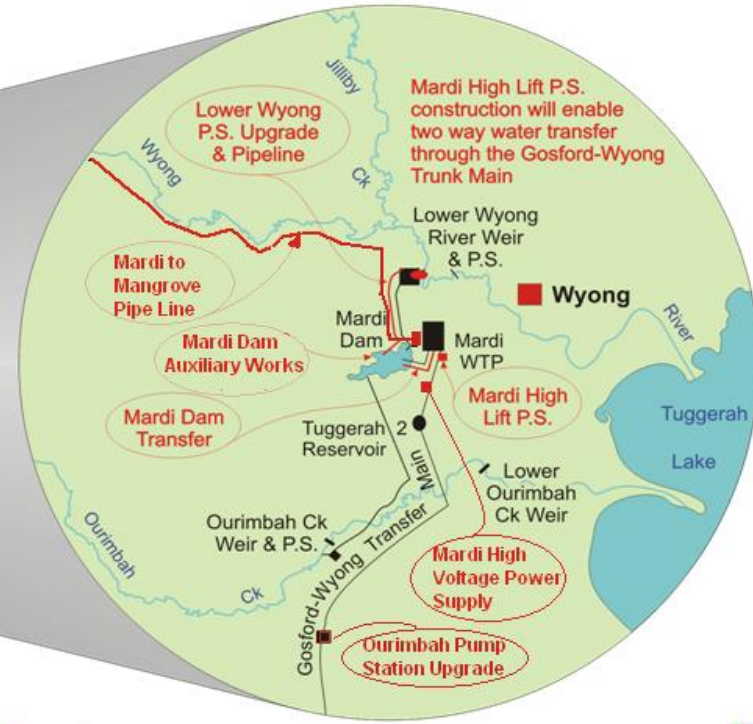 Jilliby
Ck
Mardi High Lift P.S.
construction will enable
two way water transfer
through the Gosford-Wyong
Trunk Main
Lower Wyong
P.S. Upgrade
& Pipeline
Wyong
Lower Wyong
River Weir
& P.S.
Mardi to
Mangrove
Pipe Line
Wyong
River
Mardi
Dam
Mardi
WTP
Mardi Dam
Auxiliary Works
Mardi High
Lift P.S.
Mardi Dam
Transfer
Tuggerah
Lake
Tuggerah 2
Reservoir
Lower
Ourimbah
Ck Weir
Ourimbah Ck
Weir & P.S.
Ourimbah
Ck
Gosford-Wyong Transfer Main
Mardi High
Voltage Power
Supply
Ourimbah Pump
Station Upgrade